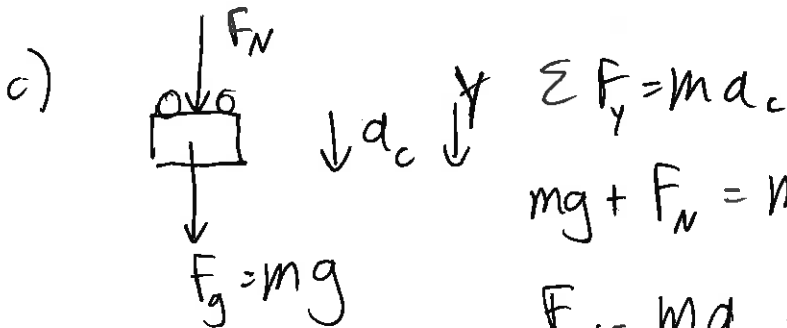 c)
F_N
a_c
y
ΣF_y = ma_c
mg + F_N =
F_g = mg